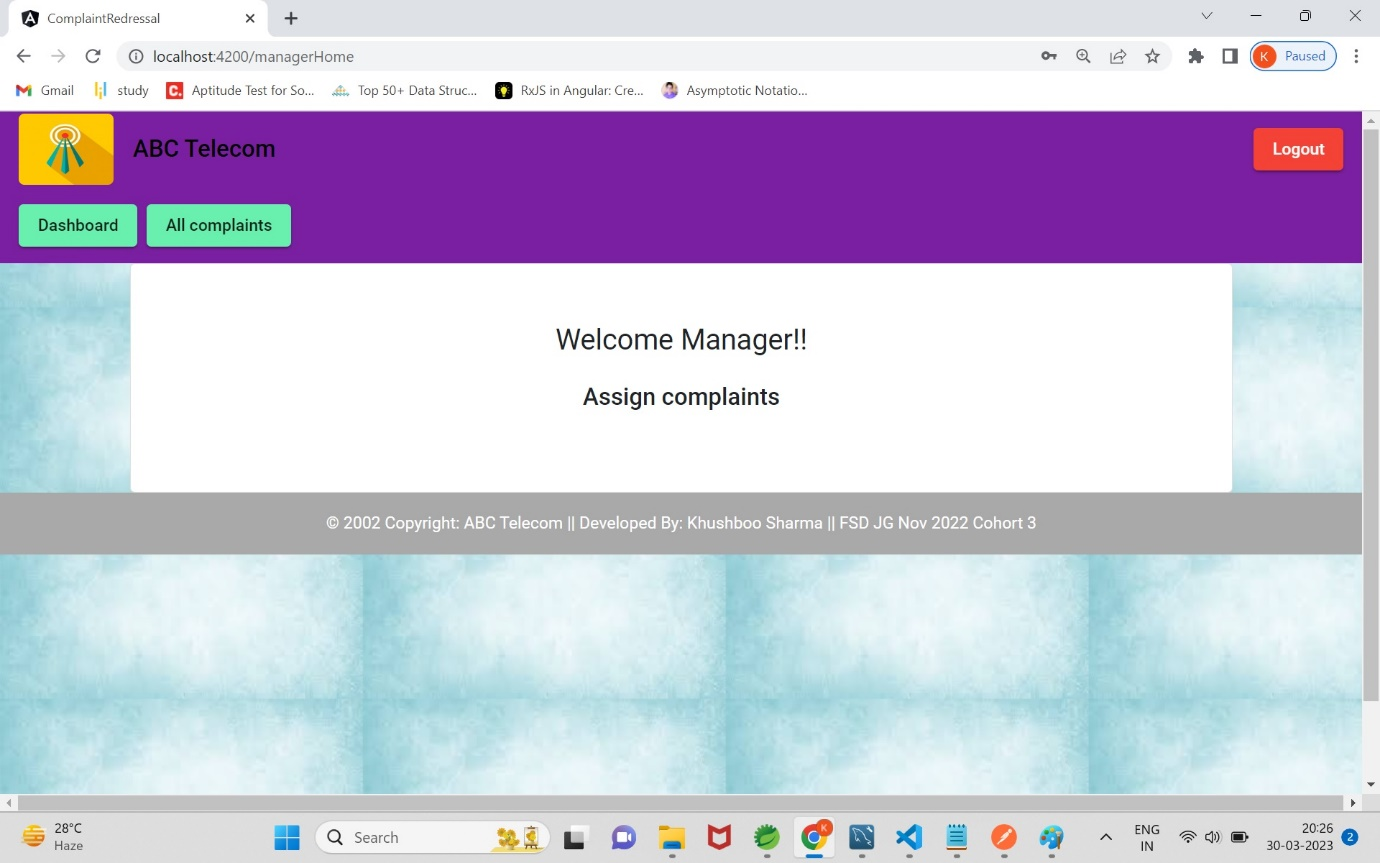 ComplaintRedressal
localhost:4200/managerHome
K Paused
Gmail
study
C. Aptitude Test for So...
Top 50+ Data Struc...
RxJS in Angular: Cre...
Asymptotic Notatio...
ABC Telecom
Logout
Dashboard
All complaints
Welcome Manager!!
Assign complaints
© 2002 Copyright: ABC Telecom || Developed By: Khushboo Sharma || FSD JG Nov 2022 Cohort 3
28°C
Haze
Search
K
ENG
IN
20:26
30-03-2023
2